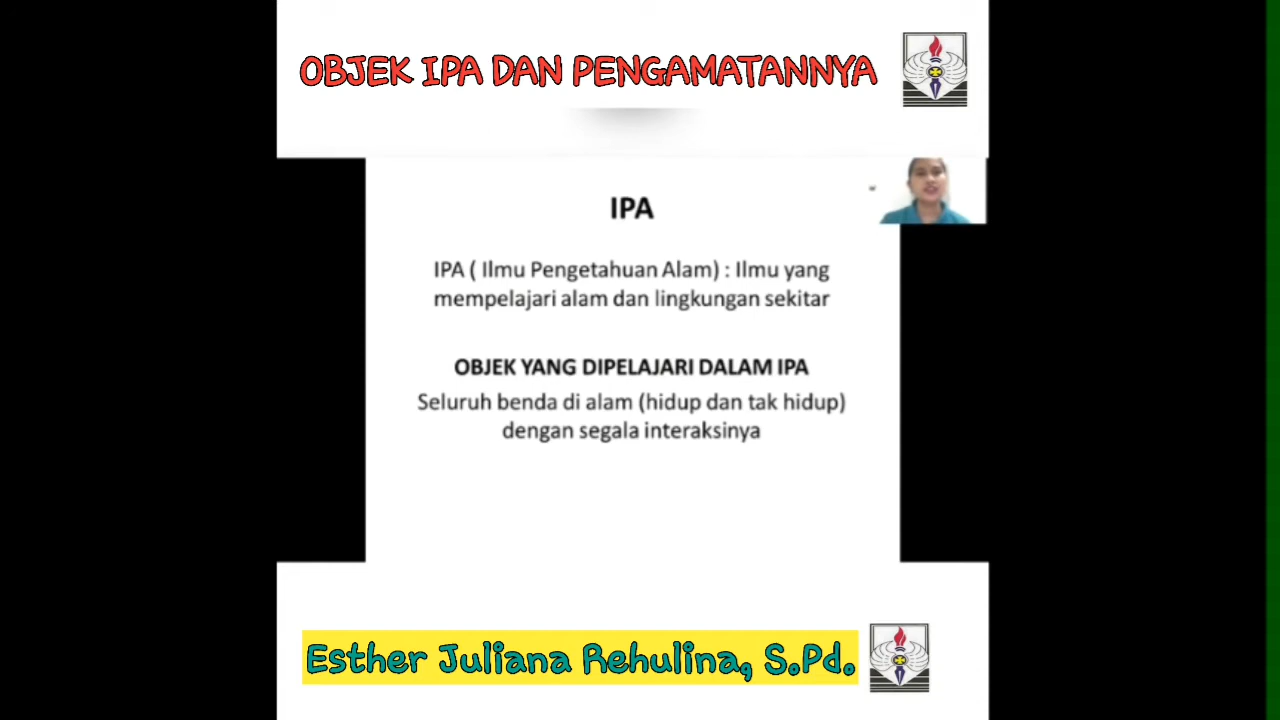 OBJEK IPA DAN PENGAMATANNYA
IPA
IPA ( Ilmu Pengetahuan Alam) : Ilmu yang
mempelajari alam dan lingkungan sekitar
OBJEK YANG DIPELAJARI DALAM IPA
Seluruh benda di alam (hidup dan tak hidup)
dengan segala interaksinya
Esther Juliana Rehulina, S.Pd.